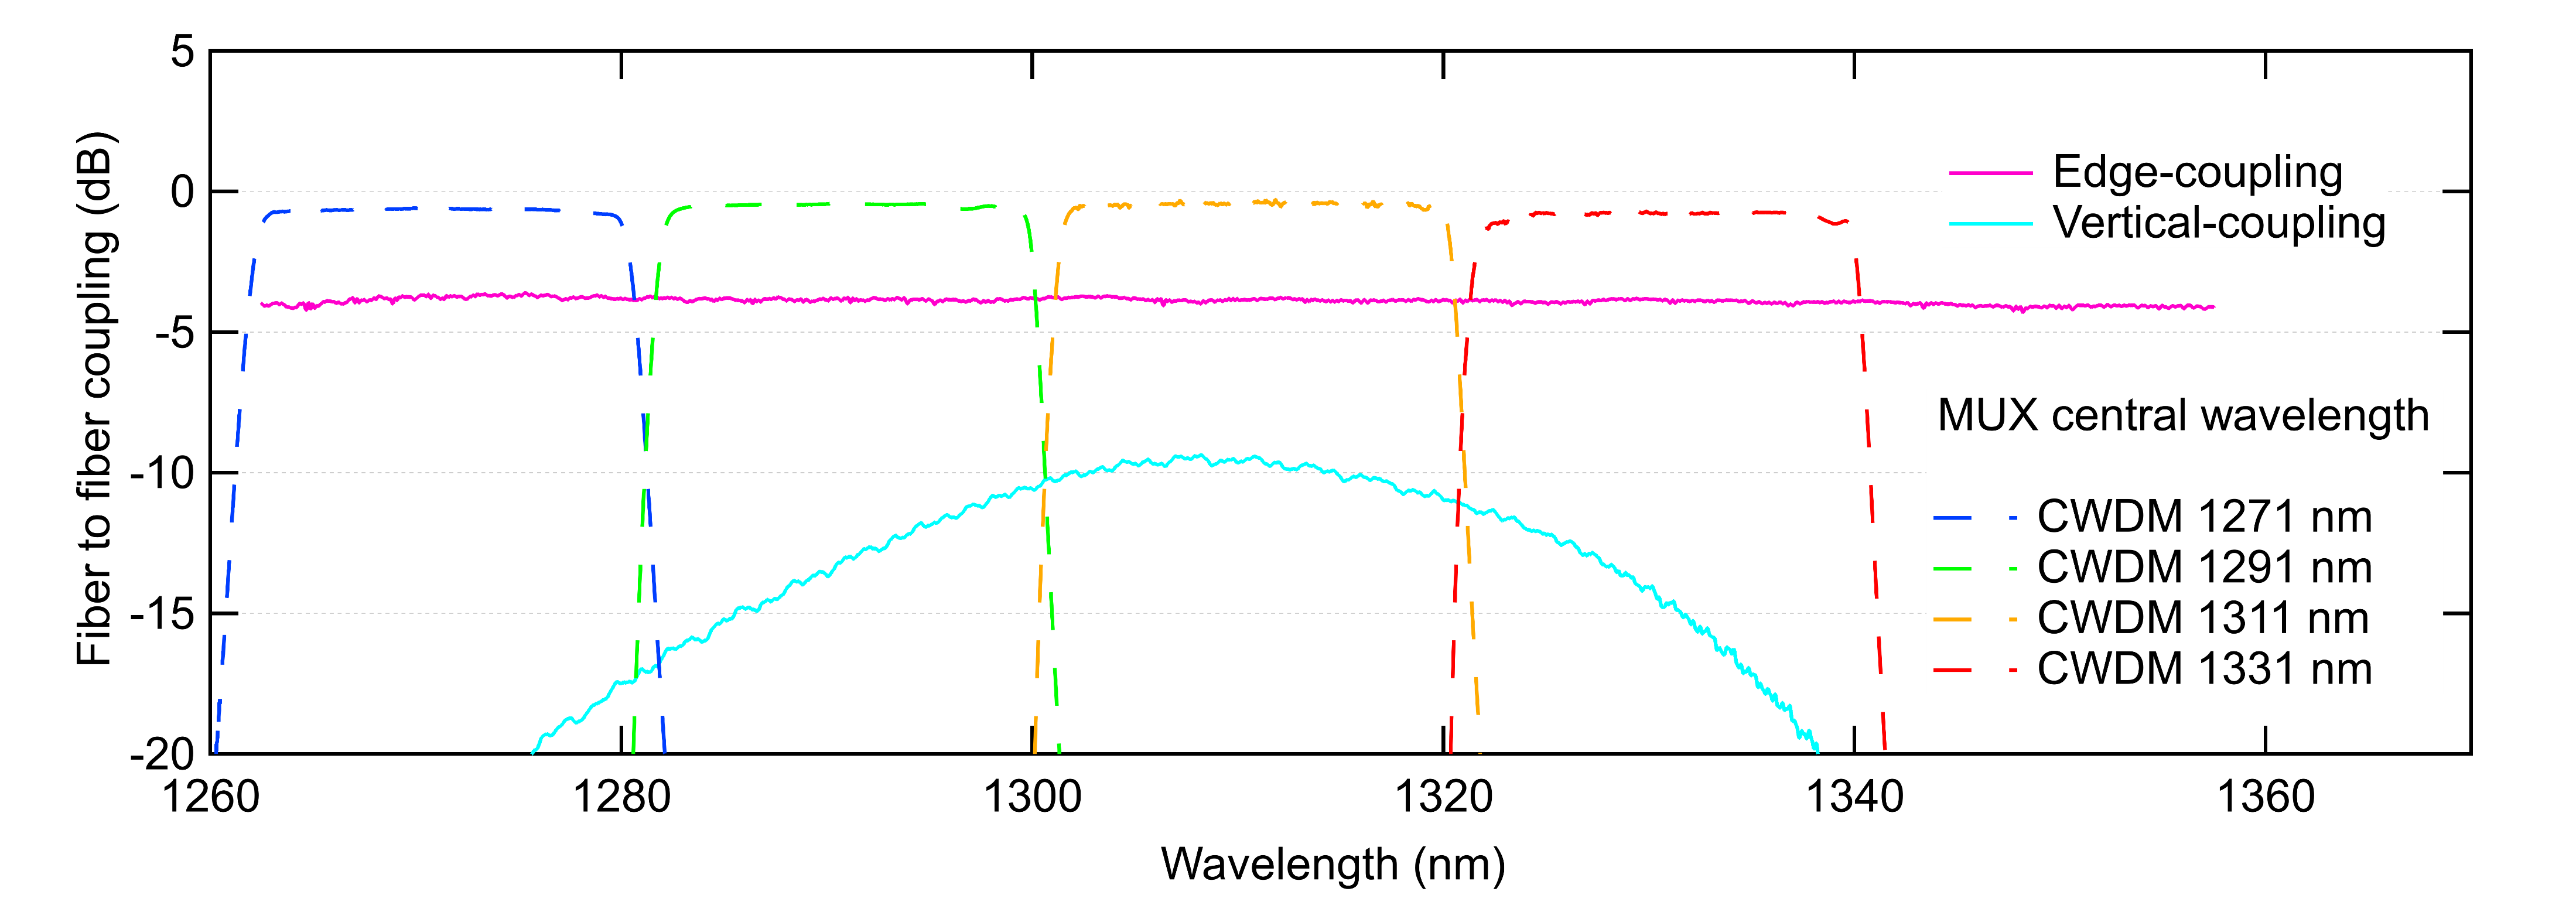 5
0
-5
-10
-15
-20
Fiber to fiber coupling (dB)
Edge-coupling
Vertical-coupling
MUX central wavelength
CWDM 1271 nm
CWDM 1291 nm
CWDM 1311 nm
CWDM 1331 nm
1260 1280 1300 1320 1340 1360
Wavelength (nm)